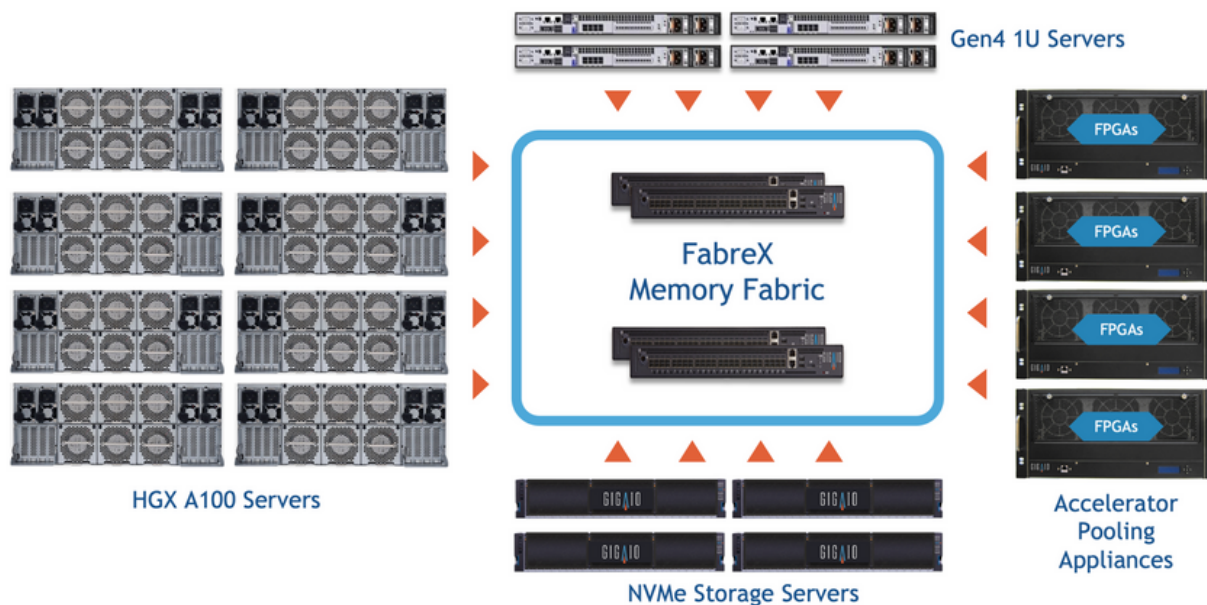 Gen4 1U Servers
FPGAs
FPGAs
FabreX
Memory Fabric
FPGAs
FPGAs
HGX A100 Servers
GIGAIO
GIGAIO
GIGAIO
GIGAIO
NVMe Storage Servers
Accelerator
Pooling
Appliances